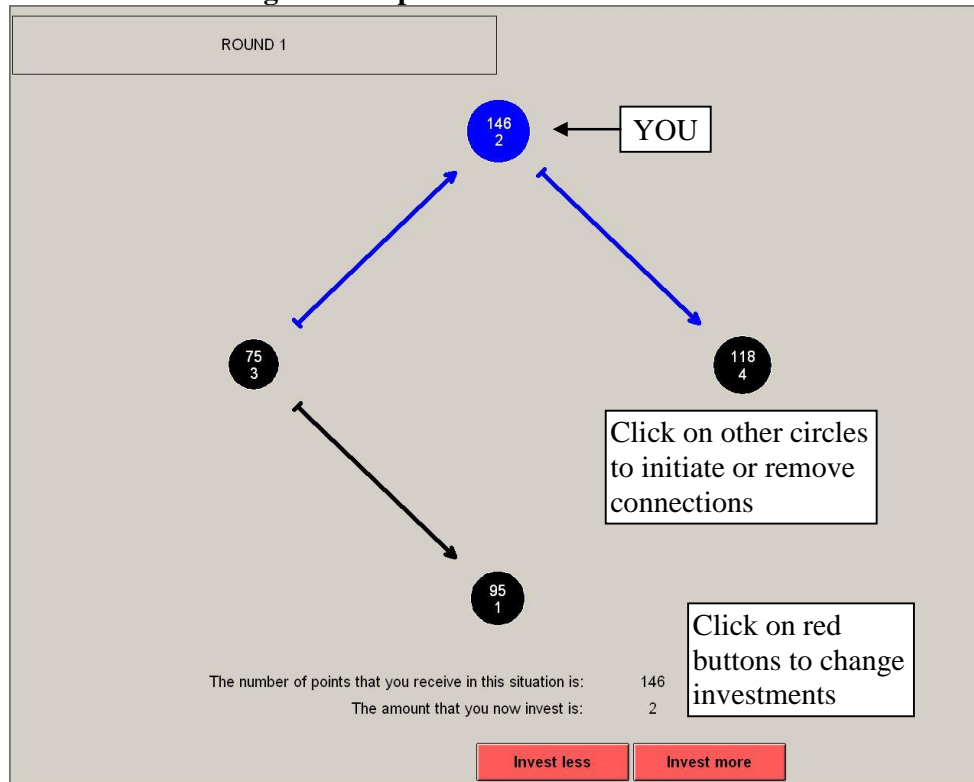 ROUND 1
146
2
YOU
75
3
118
4
Click on other circles
to initiate or remove
connections
95
1
Click on red
buttons to change
investments
The number of points that you receive in this situation is: 146
The amount that you now invest is: 2
Invest less
Invest more